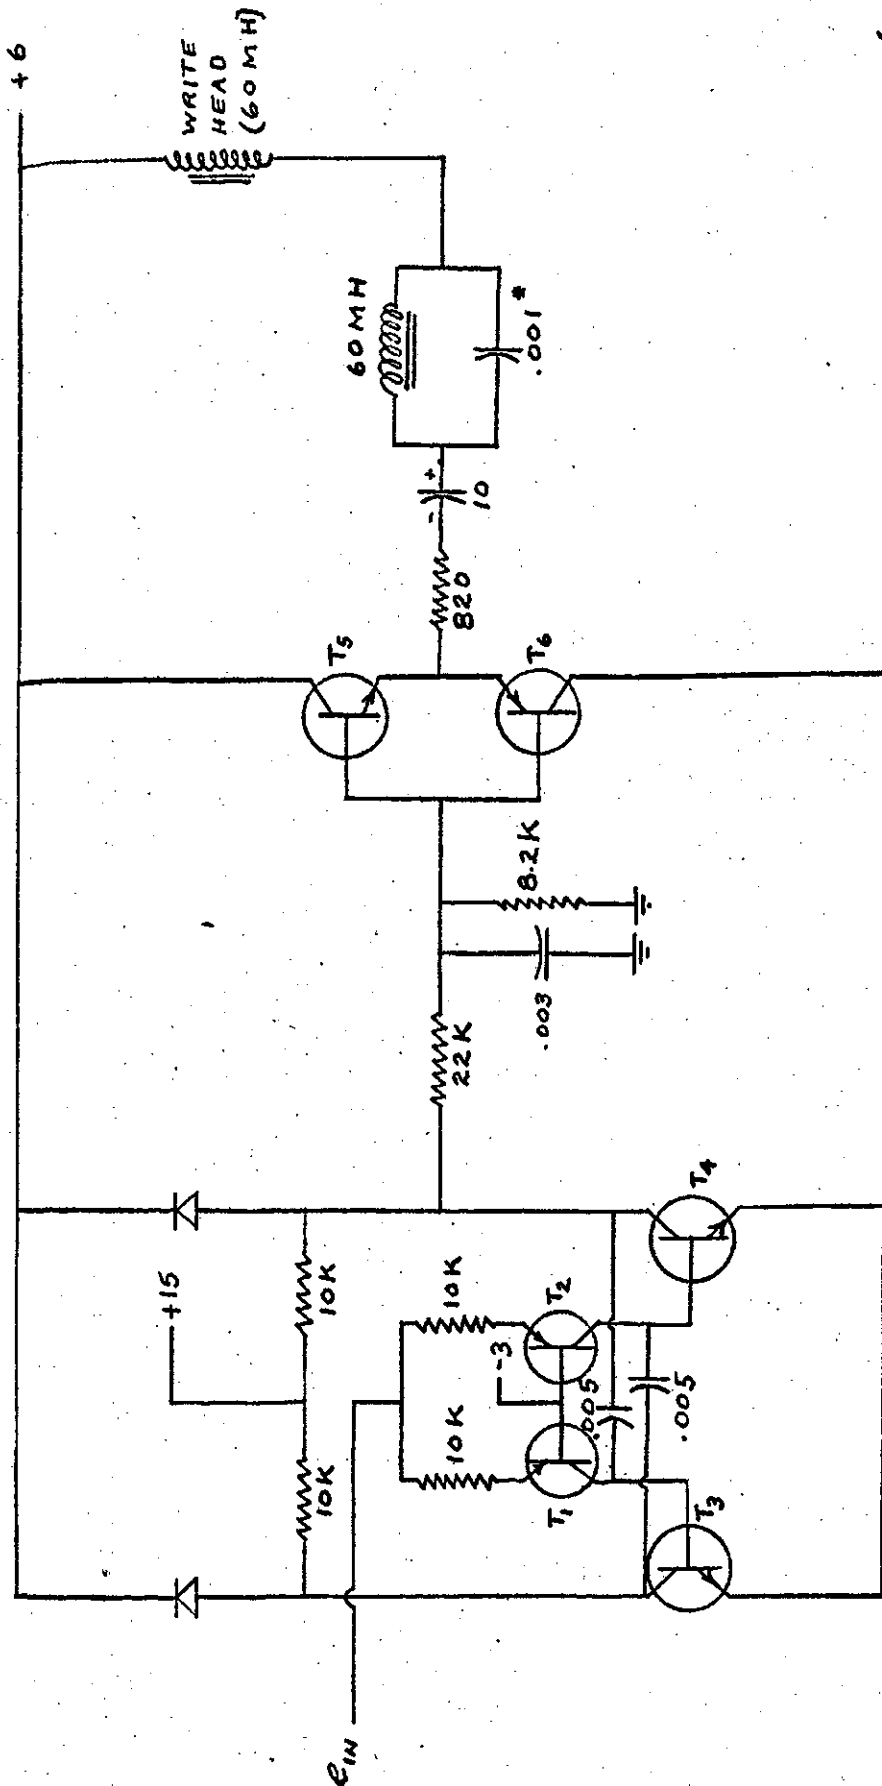 +6
WRITE
HEAD
(60 MH)
60 MH
.001 *
+
-
10
820
T5
T6
8.2K
.003
22K
+15
10K
10K
10K
10K
T2
-3
T1
.005
.005
T4
T3
eIN